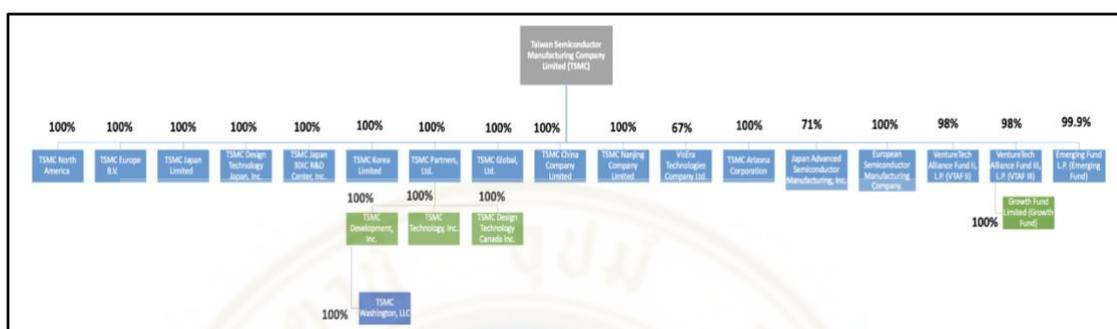 Taiwan Semiconductor
Manufacturing Company
Limited (TSMC)
100% 100% 100% 100% 100% 100% 100% 100% 100% 100% 67% 100% 71% 100% 98% 98% 99.9%
TSMC North
America
TSMC Europe
B.V.
TSMC Japan
Limited
TSMC Design
Technology
Japan, Inc.
TSMC Japan
3DIC R&D
Center, Inc.
TSMC Korea
Limited
TSMC Partners,
Ltd.
TSMC Global,
Ltd.
TSMC China
Company
Limited
TSMC Nanjing
Company
Limited
VisEra
Technologies
Company Ltd.
TSMC Arizona
Corporation
Japan Advanced
Semiconductor
Manufacturing, Inc.
European
Semiconductor
Manufacturing
Company
VentureTech
Alliance Fund II,
L.P. (VTAF II)
VentureTech
Alliance Fund III,
L.P. (VTAF III)
Emerging Fund
L.P. (Emerging
Fund)
100% 100% 100%
TSMC
Development,
Inc.
TSMC
Technology, Inc.
TSMC Design
Technology
Canada Inc.
100%
Growth Fund
Limited (Growth
Fund)
100%
TSMC
Washington, LLC